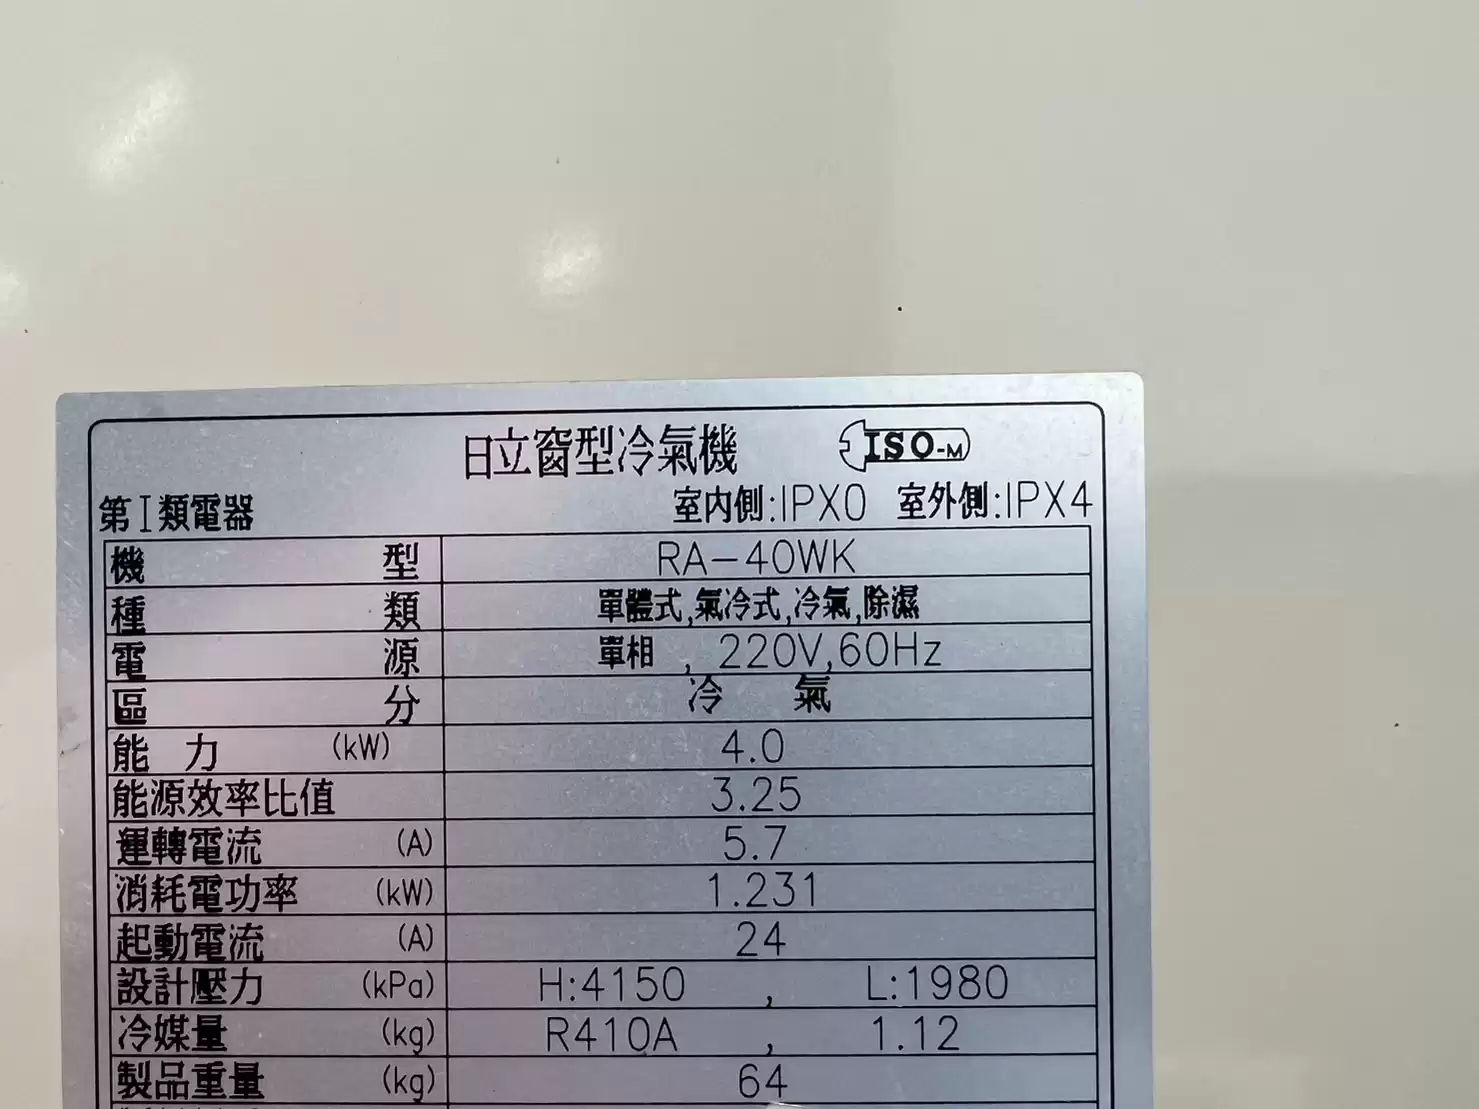 日立窗型冷氣機 ISO-M
第I類電器 室內側:IPX0 室外側:IPX4
機型 RA-40WK
種類 單體式,氣冷式,冷氣,除濕
電源 單相 , 220V,60Hz
區分 冷氣
能力 (kW) 4.0
能源效率比值 3.25
運轉電流 (A) 5.7
消耗電功率 (kW) 1.231
起動電流 (A) 24
設計壓力 (kPa) H:4150 , L:1980
冷媒量 (kg) R410A , 1.12
製品重量 (kg) 64